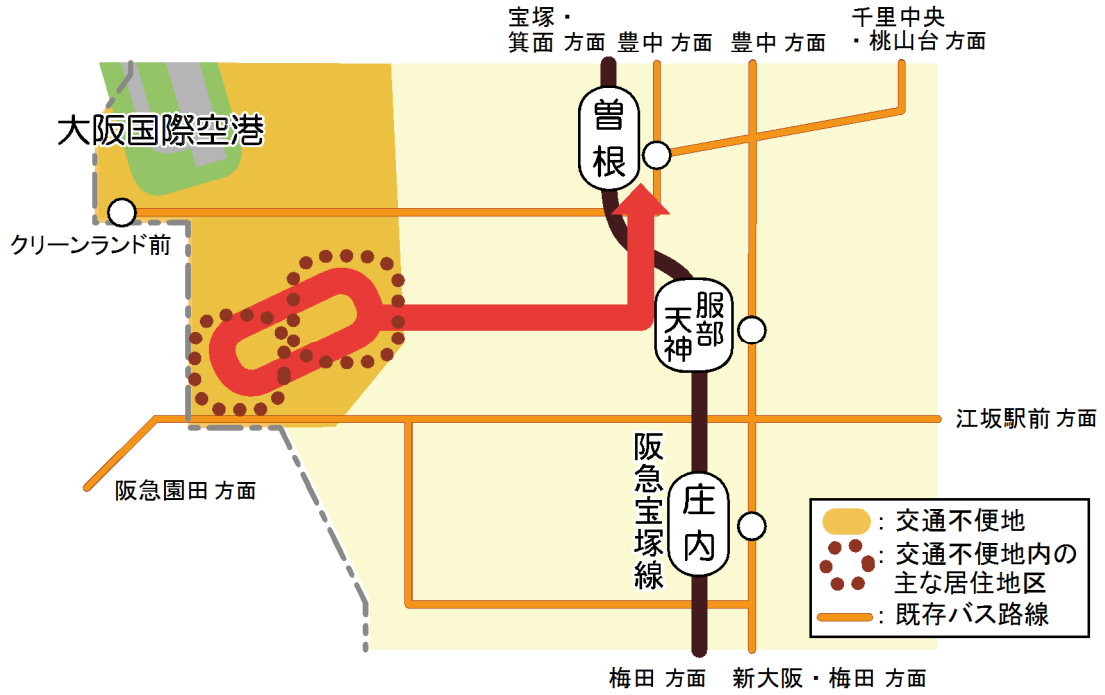 宝塚・
箕面 方面
豊中 方面
豊中 方面
千里中央
・桃山台 方面
曽根
大阪国際空港
クリーンランド前
服部
天神
江坂駅前 方面
阪急園田 方面
阪急宝塚線
庄内
：交通不便地
：交通不便地内の
主な居住地区
：既存バス路線
梅田 方面
新大阪・梅田 方面